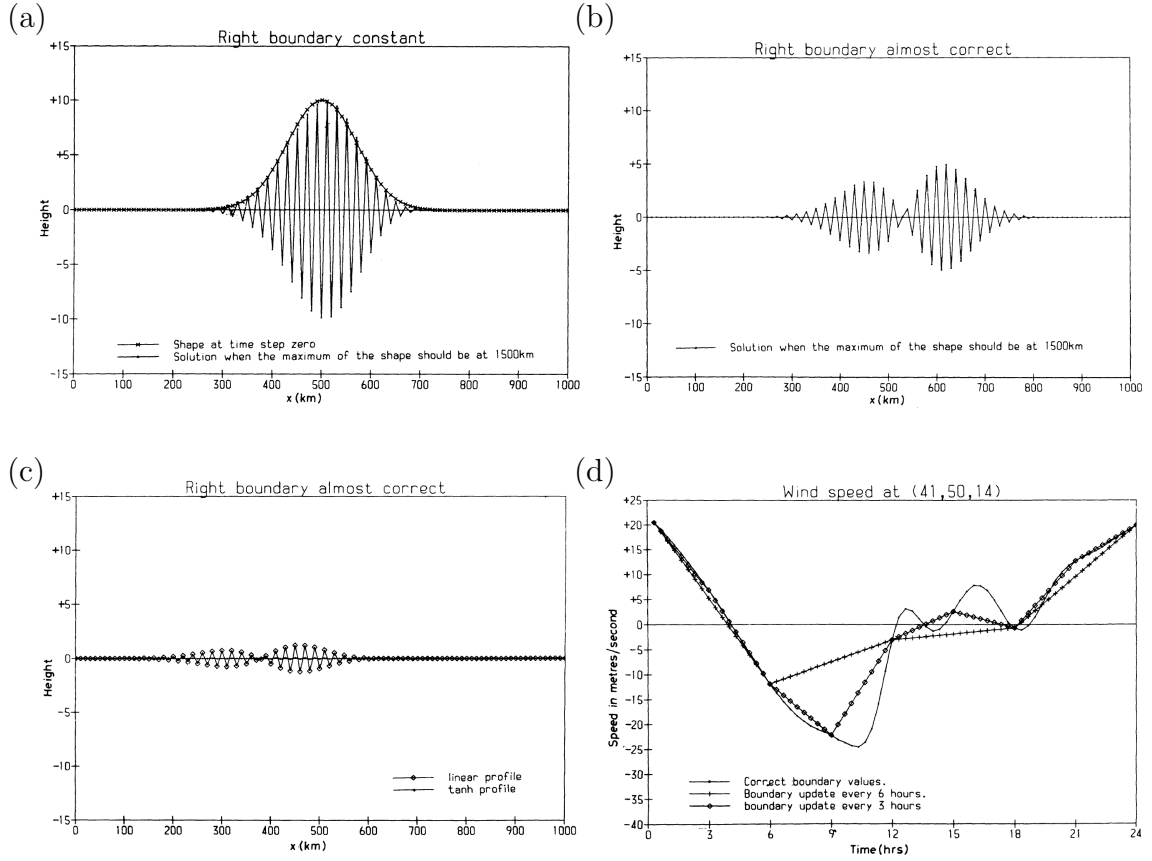 (a)
Right boundary constant
+15
+10
+5
0
-5
-10
-15
Height
Shape at time step zero
Solution when the maximum of the shape should be at 1500km
0 100 200 300 400 500 600 700 800 900 1000
x (km)
(b)
Right boundary almost correct
+15
+10
+5
0
-5
-10
-15
Height
Solution when the maximum of the shape should be at 1500km
0 100 200 300 400 500 600 700 800 900 1000
x (km)
(c)
Right boundary almost correct
+15
+10
+5
0
-5
-10
-15
Height
linear profile
tanh profile
0 100 200 300 400 500 600 700 800 900 1000
x (km)
(d)
Wind speed at (41,50,14)
+25
+20
+15
+10
+5
0
-5
-10
-15
-20
-25
-30
-35
-40
Speed in metres/second
Correct boundary values.
Boundary update every 6 hours.
boundary update every 3 hours
0 3 6 9 12 15 18 21 24
Time (hrs)